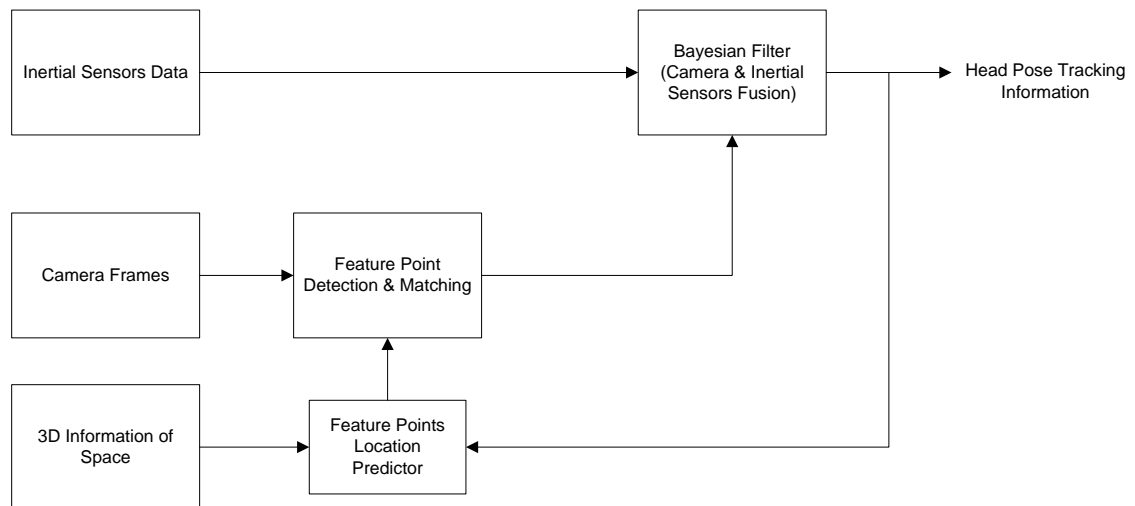 Inertial Sensors Data
Bayesian Filter
(Camera & Inertial
Sensors Fusion)
Head Pose Tracking
Information
Camera Frames
Feature Point
Detection & Matching
3D Information of
Space
Feature Points
Location
Predictor